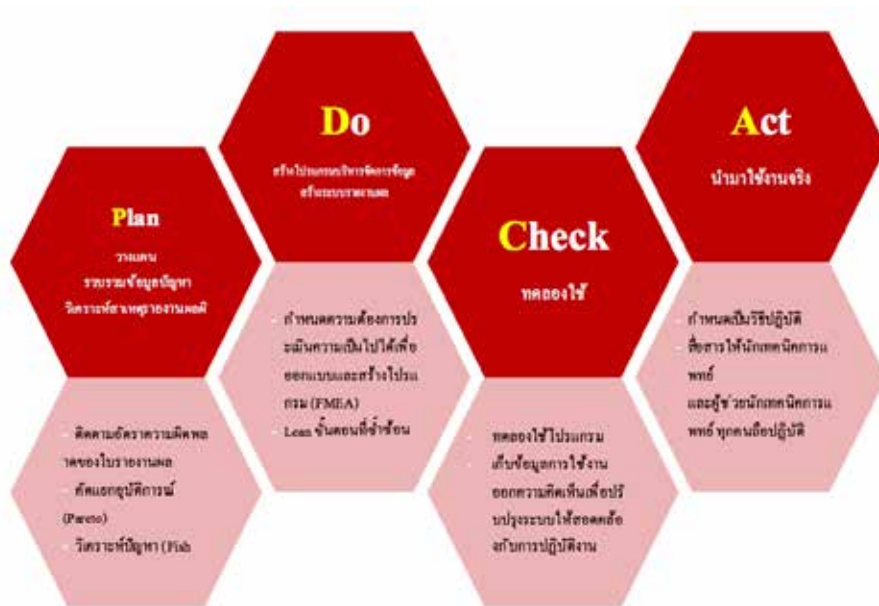 Plan
วางแผน
รวบรวมข้อมูลปัญหา
วิเคราะห์สาเหตุรายงานผลผิ
- ติดตามอัตราความผิดพล
าดของใบรายงานผล
- คัดแยกอุบัติการณ์
(Pareto)
- วิเคราะห์ปัญหา (Fish
Do
สร้างโปรแกรมบริหารจัดการข้อมูล
สร้างระบบรายงานผล
- กำหนดความต้องการประ
ะเมินความเป็นไปได้เพื่อ
ออกแบบและสร้างโปรแ
กรม (FMEA)
- Lean ขั้นตอนที่ซ้ำซ้อน
Check
ทดลองใช้
- ทดลองใช้โปรแกรม
- เก็บข้อมูลการใช้งาน
ออกความคิดเห็นเพื่อปรั
บปรุงระบบให้สอดคล้อ
งกับการปฏิบัติงาน
Act
นำมาใช้งานจริง
- กำหนดเป็นวิธีปฏิบัติ
- สื่อสารให้นักเทคนิคการแ
พทย์
และผู้ช่วยนักเทคนิคการแ
พทย์ ทุกคนถือปฏิบัติ